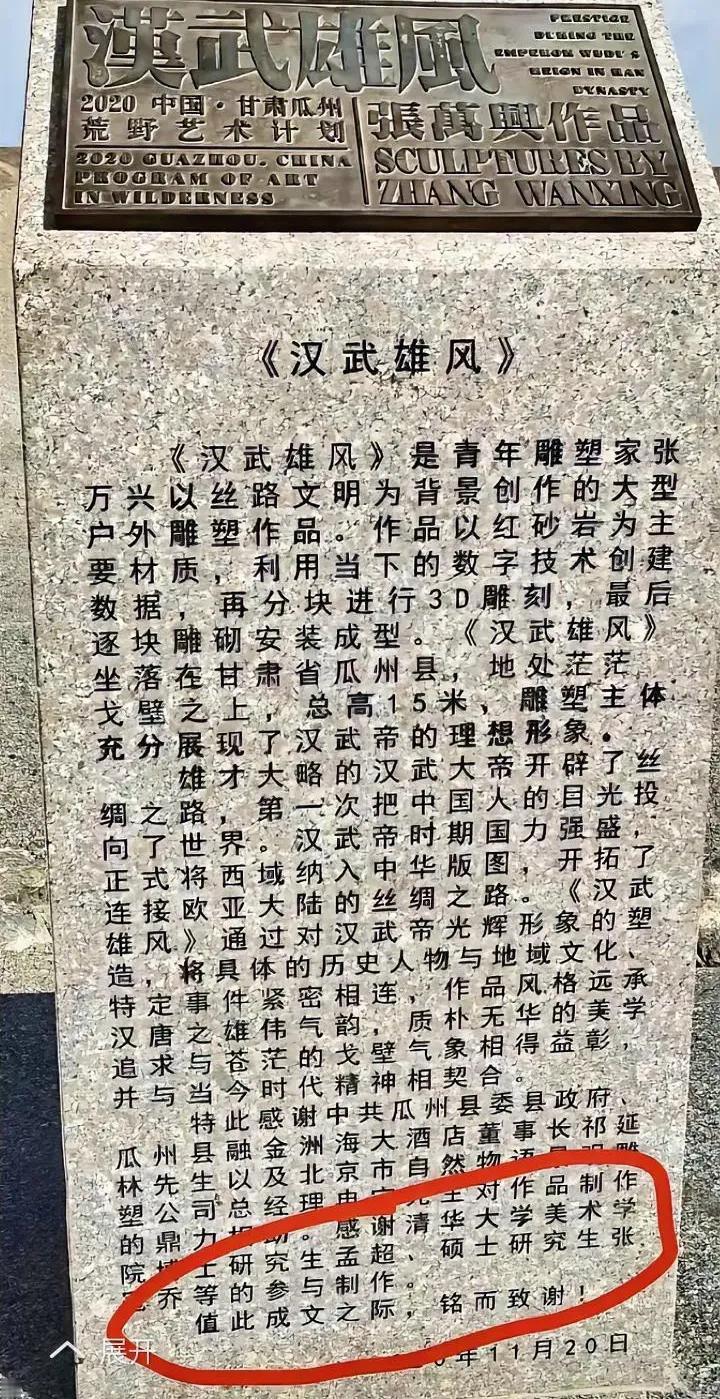 漢武雄風
PRESTIGE
DURING THE
EMPEROR WUDI'S
REIGN IN HAN
DYNASTY
2020 中国·甘肃瓜州
荒野艺术计划
2020 GUAZHOU. CHINA
PROGRAM OF ART
IN WILDERNESS
張萬興作品
SCULPTURES BY
ZHANG WANXING
《汉武雄风》
《汉武雄风》是青年雕塑家张
万兴以丝路文明为背景创作的大型
户外雕塑作品。作品以红砂岩为主
要材质，利用当下的数字技术创建
数据，再分块进行3D雕刻，最后
逐块雕砌安装成型。《汉武雄风》
坐落在甘肃省瓜州县，地处茫茫
戈壁之上，总高15米，雕塑主体
充分展现了汉武帝的理想形象。
雄才大略的汉武大帝开辟了丝
绸之路，第一次把中国人的目光投
向了世界。汉武帝时期国力强盛，
正式将西域纳入中华版图，开拓了
连接欧亚大陆的丝绸之路。《汉武
雄风》通过对汉武帝光辉形象的塑
造，将具体的历史人物与地域文化、
特定事件紧密相连，作品风格远承
汉唐之雄伟气韵，质朴无华的美学
追求与苍茫的戈壁气象相得益彰，
并与当今时代精神相契合。
特此感谢中共瓜州县委县政府、
瓜州县融金洲海大酒店董事长祁延
林先生以及北京市自然物语
塑公司总经理对作品制作
的鼎力感谢清华大学美术学
院研究生孟超、硕士研究生张
乔等的参与制作。
值此成文之际，铭而致谢！
年11月20日
展开